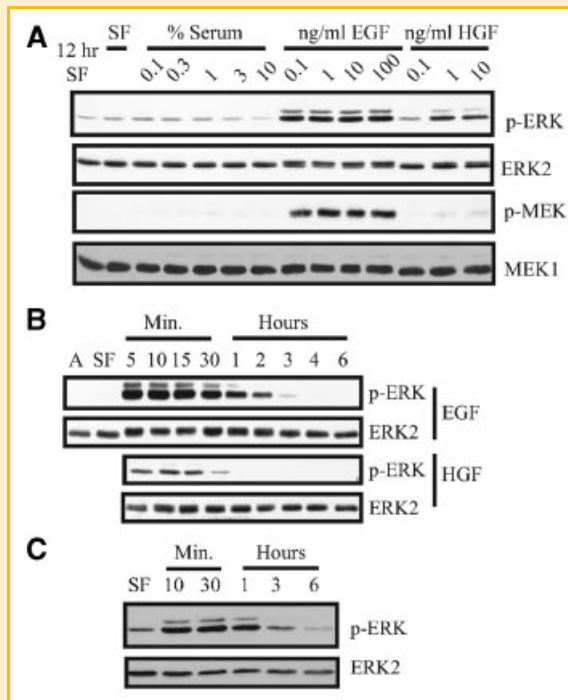 A
SF % Serum ng/ml EGF ng/ml HGF
12 hr
SF 0.1 0.3 1 3 10 0.1 1 10 100 0.1 1 10
p-ERK
ERK2
p-MEK
MEK1
B
Min. Hours
A SF 5 10 15 30 1 2 3 4 6
p-ERK
EGF
ERK2
p-ERK
HGF
ERK2
C
Min. Hours
SF 10 30 1 3 6
p-ERK
ERK2